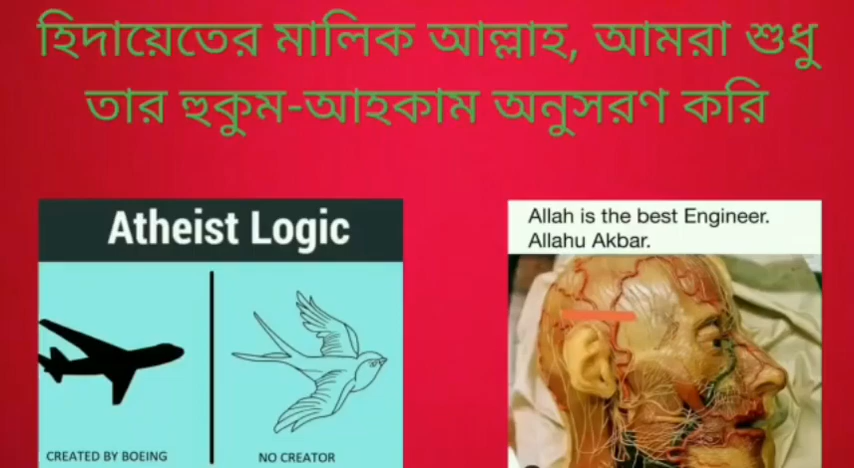 হিদায়েতের মালিক আল্লাহ, আমরা শুধু
তার হুকুম-আহকাম অনুসরণ করি
Atheist Logic
CREATED BY BOEING
NO CREATOR
Allah is the best Engineer.
Allahu Akbar.